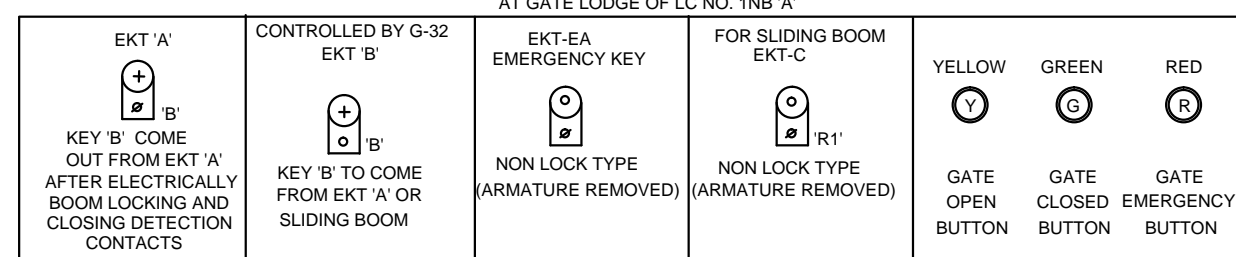 AT GATE LODGE OF LC NO. 1NB 'A'
EKT 'A'
'B'
KEY 'B' COME
OUT FROM EKT 'A'
AFTER ELECTRICALLY
BOOM LOCKING AND
CLOSING DETECTION
CONTACTS
CONTROLLED BY G-32
EKT 'B'
'B'
KEY 'B' TO COME
FROM EKT 'A' OR
SLIDING BOOM
EKT-EA
EMERGENCY KEY
NON LOCK TYPE
(ARMATURE REMOVED)
FOR SLIDING BOOM
EKT-C
'R1'
NON LOCK TYPE
(ARMATURE REMOVED)
YELLOW
Y
GATE
OPEN
BUTTON
GREEN
G
GATE
CLOSED
BUTTON
RED
R
GATE
EMERGENCY
BUTTON